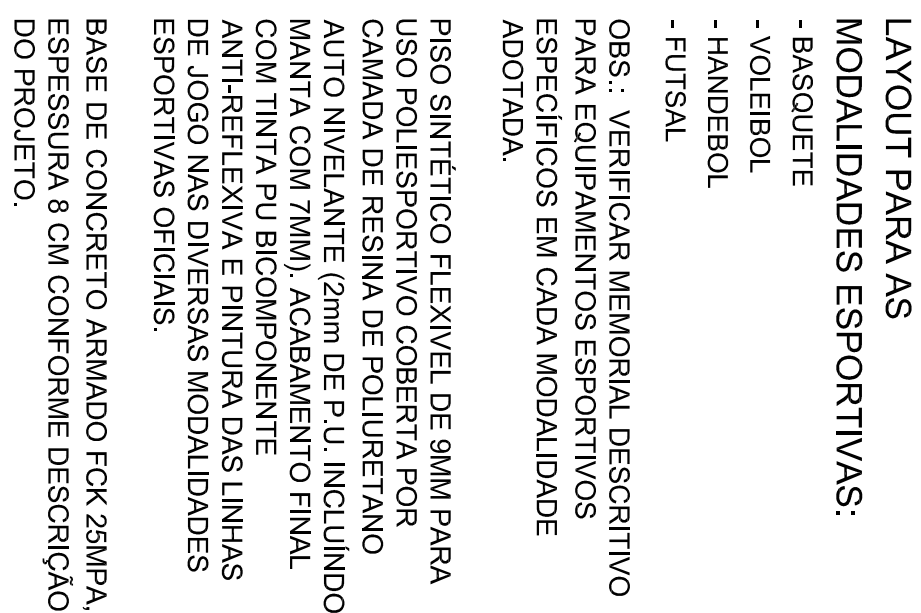 LAYOUT PARA AS
MODALIDADES ESPORTIVAS:
- BASQUETE
- VOLEIBOL
- HANDEBOL
- FUTSAL
OBS.: VERIFICAR MEMORIAL DESCRITIVO
PARA EQUIPAMENTOS ESPORTIVOS
ESPECÍFICOS EM CADA MODALIDADE
ADOTADA.
PISO SINTÉTICO FLEXIVEL DE 9MM PARA
USO POLIESPORTIVO COBERTA POR
CAMADA DE RESINA DE POLIURETANO
AUTO NIVELANTE (2mm DE P.U. INCLUÍNDO
MANTA COM 7MM). ACABAMENTO FINAL
COM TINTA PU BICOMPONENTE
ANTI-REFLEXIVA E PINTURA DAS LINHAS
DE JOGO NAS DIVERSAS MODALIDADES
ESPORTIVAS OFICIAIS.
BASE DE CONCRETO ARMADO FCK 25MPA,
ESPESSURA 8 CM CONFORME DESCRIÇÃO
DO PROJETO.